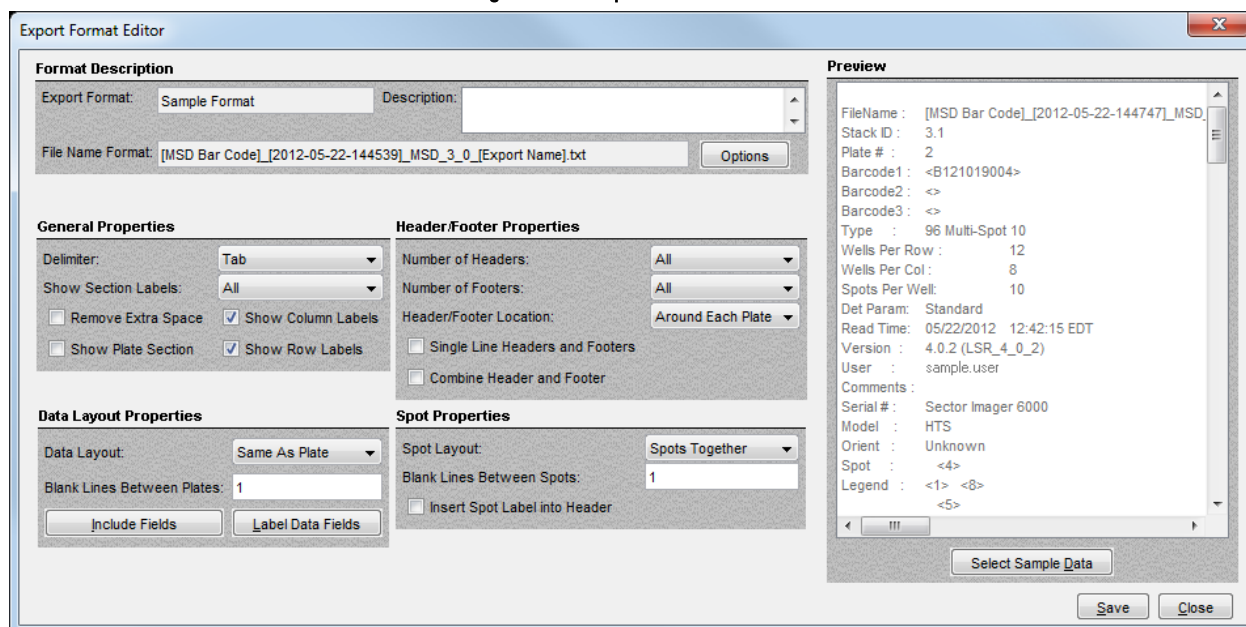 Export Format Editor
Format Description
Export Format: Sample Format Description:
File Name Format: [MSD Bar Code]_[2012-05-22-144539]_MSD_3_0_[Export Name].txt Options
General Properties
Delimiter: Tab
Show Section Labels: All
Remove Extra Space Show Column Labels
Show Plate Section Show Row Labels
Header/Footer Properties
Number of Headers: All
Number of Footers: All
Header/Footer Location: Around Each Plate
Single Line Headers and Footers
Combine Header and Footer
Data Layout Properties
Data Layout: Same As Plate
Blank Lines Between Plates: 1
Include Fields Label Data Fields
Spot Properties
Spot Layout: Spots Together
Blank Lines Between Spots: 1
Insert Spot Label into Header
Preview
FileName : [MSD Bar Code]_[2012-05-22-144747]_MSD_
Stack ID : 3.1
Plate # : 2
Barcode1 : <B121019004>
Barcode2 : <>
Barcode3 : <>
Type : 96 Multi-Spot 10
Wells Per Row : 12
Wells Per Col : 8
Spots Per Well: 10
Det Param: Standard
Read Time: 05/22/2012 12:42:15 EDT
Version : 4.0.2 (LSR_4_0_2)
User : sample.user
Comments :
Serial # : Sector Imager 6000
Model : HTS
Orient : Unknown
Spot : <4>
Legend : <1> <8>
<5>
Select Sample Data
Save Close